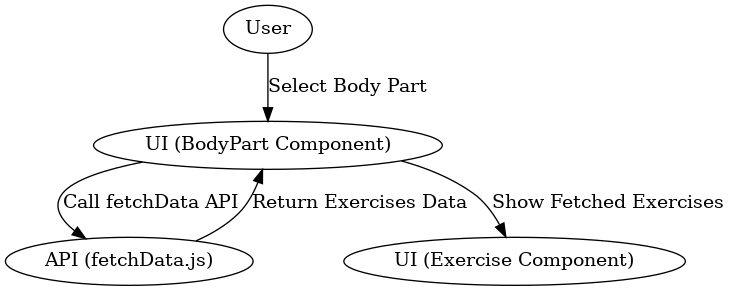 User
Select Body Part
UI (BodyPart Component)
Call fetchData API
Return Exercises Data
Show Fetched Exercises
API (fetchData.js)
UI (Exercise Component)